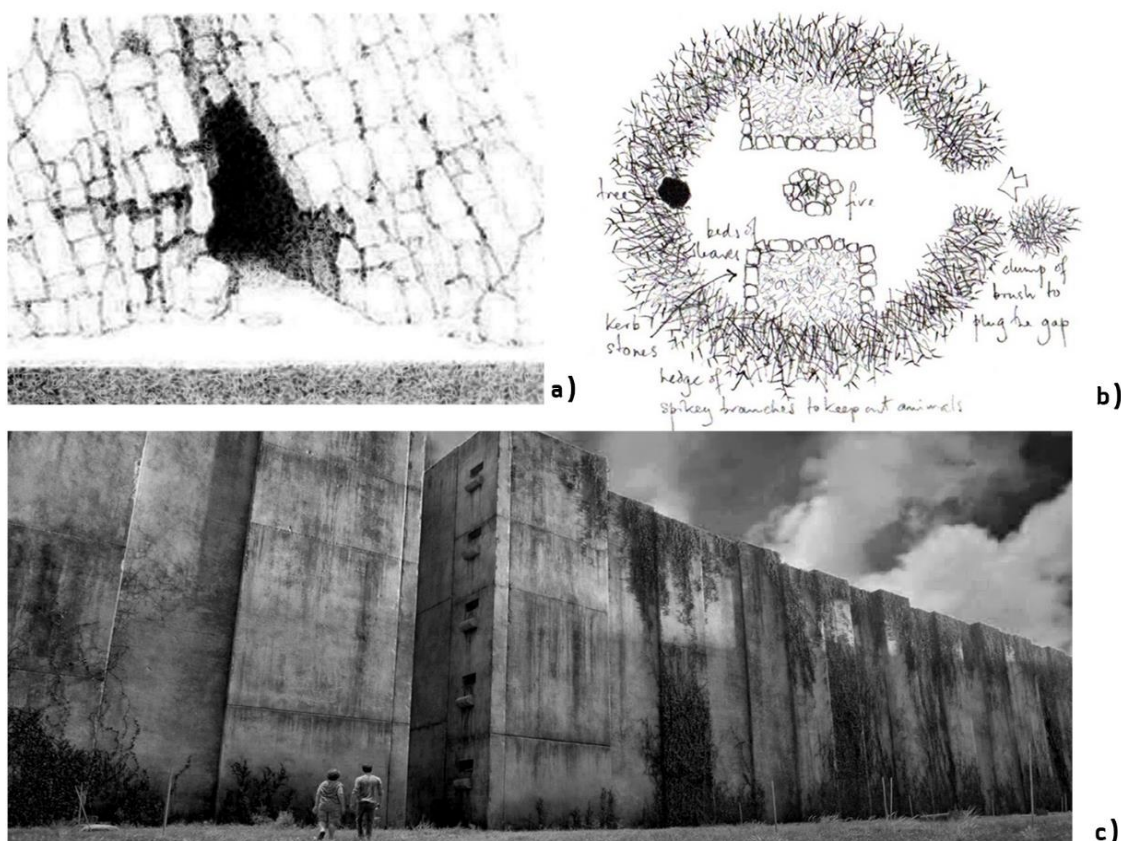 a)
tree
fire
beds of
leaves
kerb
stones
hedge of
spikey branches to keep out animals
clump of
brush to
plug the gap
b)
c)